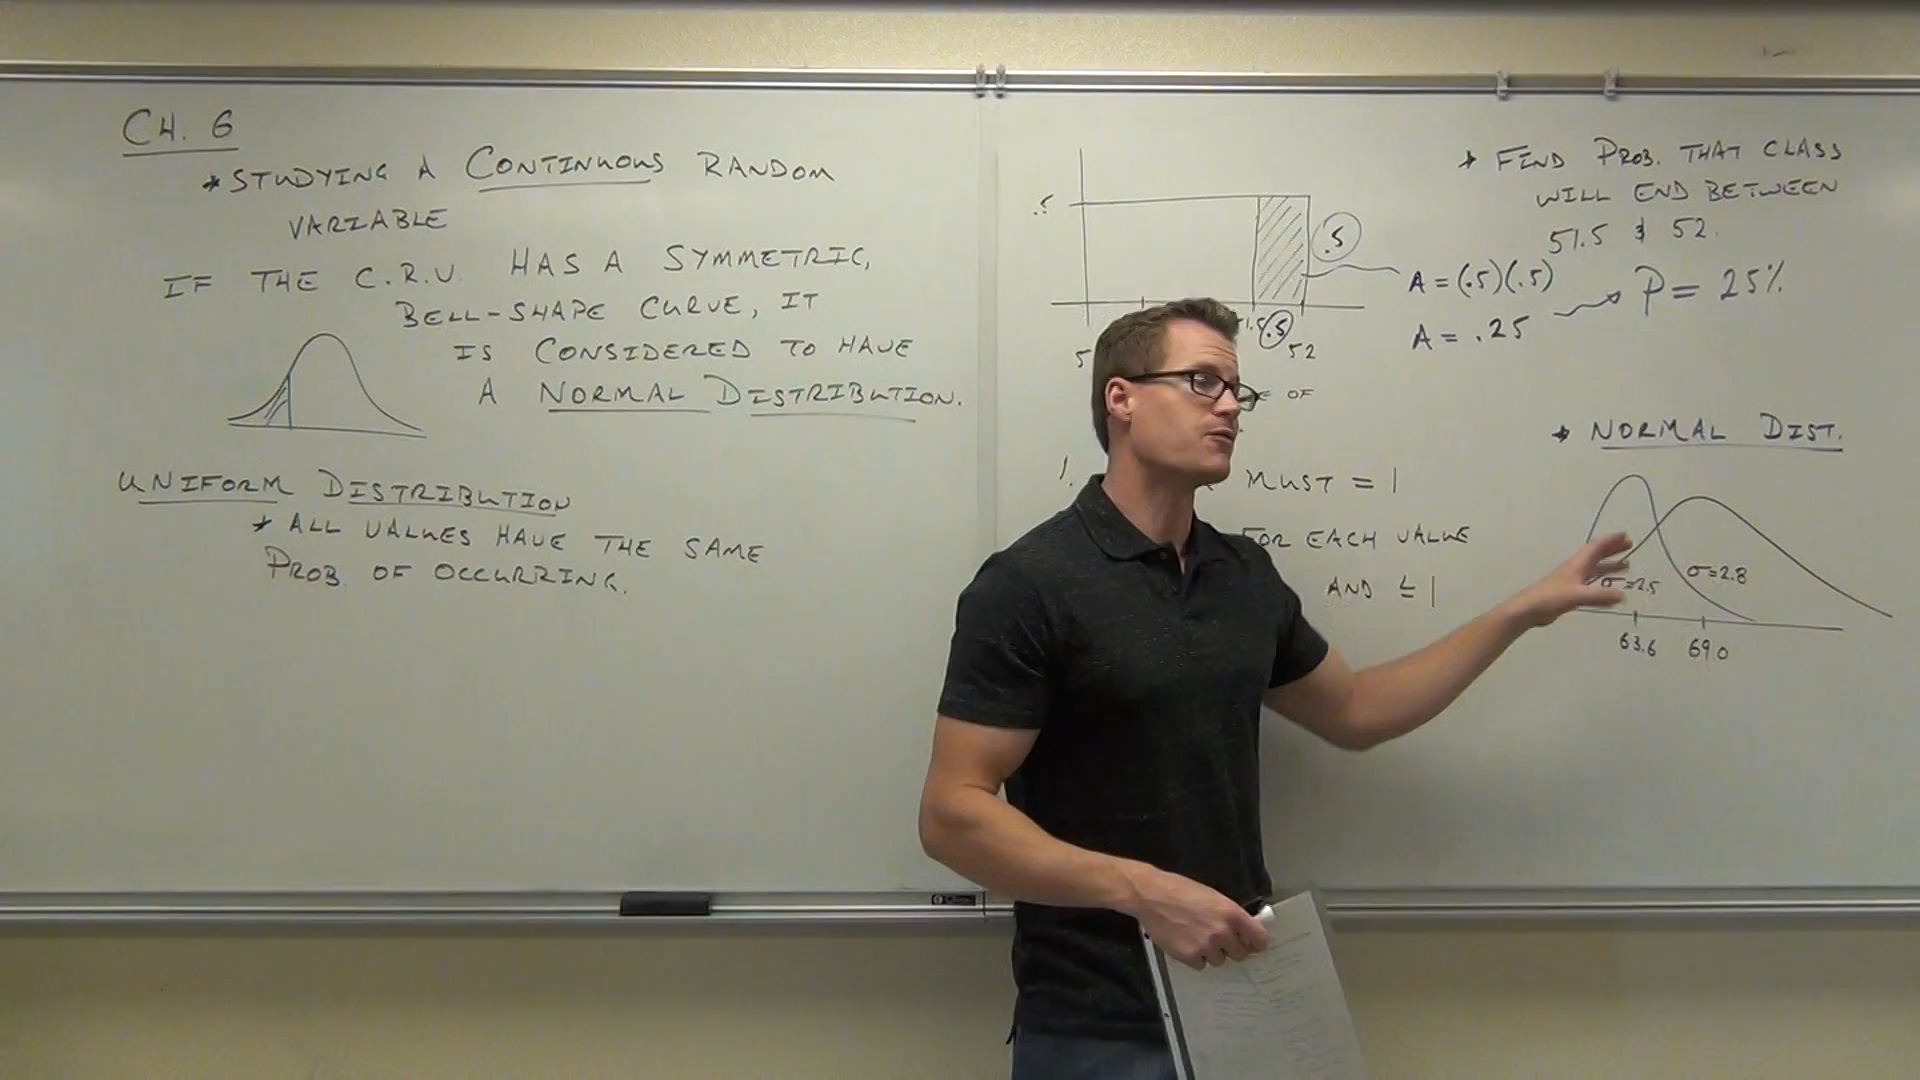 CH. 6
* STUDYING A CONTINUOUS RANDOM
VARIABLE
IF THE C.R.V. HAS A SYMMETRIC,
BELL-SHAPE CURVE, IT
IS CONSIDERED TO HAVE
A NORMAL DISTRIBUTION.
UNIFORM DISTRIBUTION
* ALL VALUES HAVE THE SAME
PROB. OF OCCURRING.
.5
.5
.5
52
5
OF
1.
MUST = 1
FOR EACH VALUE
AND ≤ 1
* FIND PROB. THAT CLASS
WILL END BETWEEN
51.5 & 52.
A = (.5)(.5)
A = .25
P = 25%
* NORMAL DIST.
σ=2.5
σ=2.8
63.6
69.0